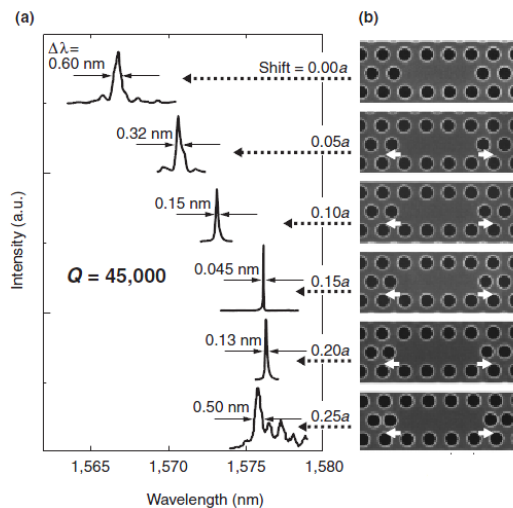 (a)
(b)
Δλ=
0.60 nm
Shift = 0.00a
0.32 nm
0.05a
0.15 nm
0.10a
Q = 45,000
0.045 nm
0.15a
0.13 nm
0.20a
0.50 nm
0.25a
Intensity (a.u.)
1,565
1,570
1,575
1,580
Wavelength (nm)